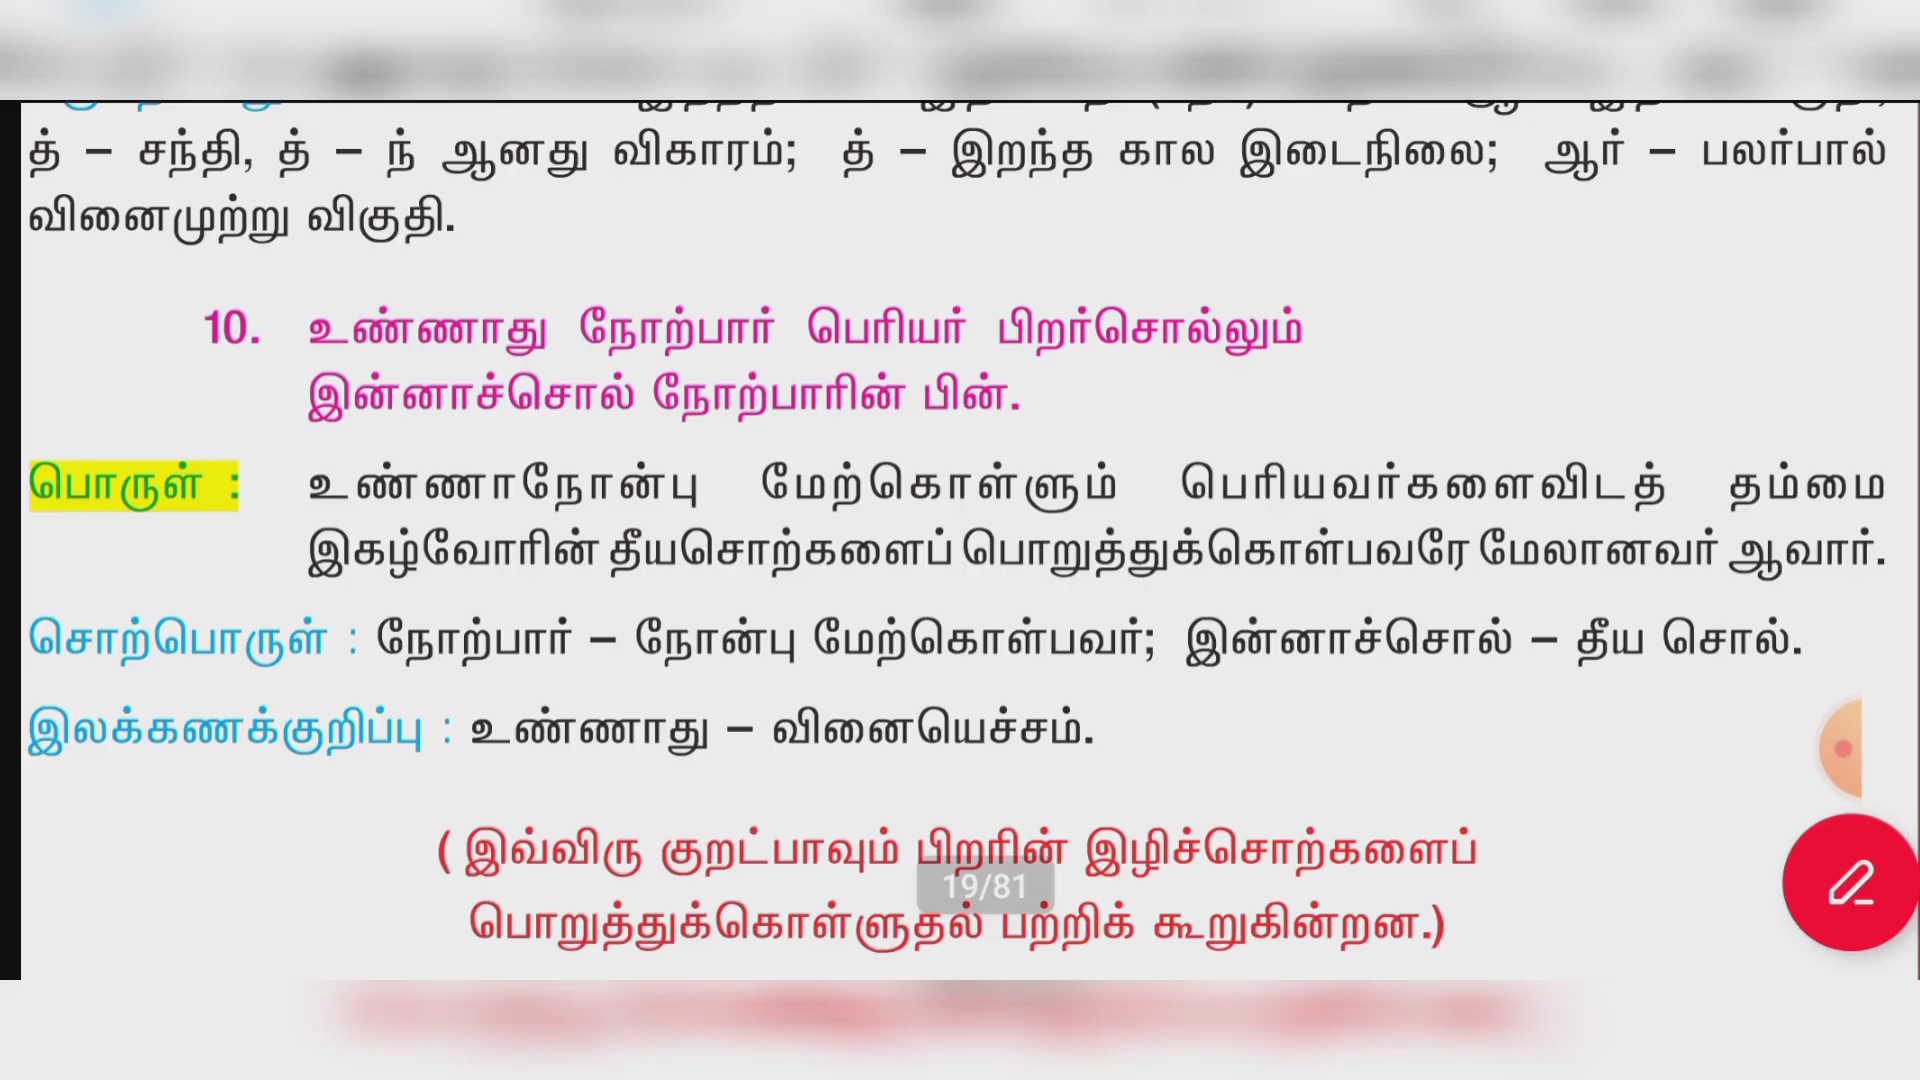 த் – சந்தி, த் – ந் ஆனது விகாரம்; த் – இறந்த கால இடைநிலை; ஆர் – பலர்பால்
வினைமுற்று விகுதி.
10. உண்ணாது நோற்பார் பெரியர் பிறர்சொல்லும்
இன்னாச்சொல் நோற்பாரின் பின்.
பொருள் : உண்ணாநோன்பு மேற்கொள்ளும் பெரியவர்களைவிடத் தம்மை
இகழ்வோரின் தீயசொற்களைப் பொறுத்துக்கொள்பவரே மேலானவர் ஆவார்.
சொற்பொருள் : நோற்பார் – நோன்பு மேற்கொள்பவர்; இன்னாச்சொல் – தீய சொல்.
இலக்கணக்குறிப்பு : உண்ணாது – வினையெச்சம்.
( இவ்விரு குறட்பாவும் பிறரின் இழிச்சொற்களைப்
19/81
பொறுத்துக்கொள்ளுதல் பற்றிக் கூறுகின்றன.)